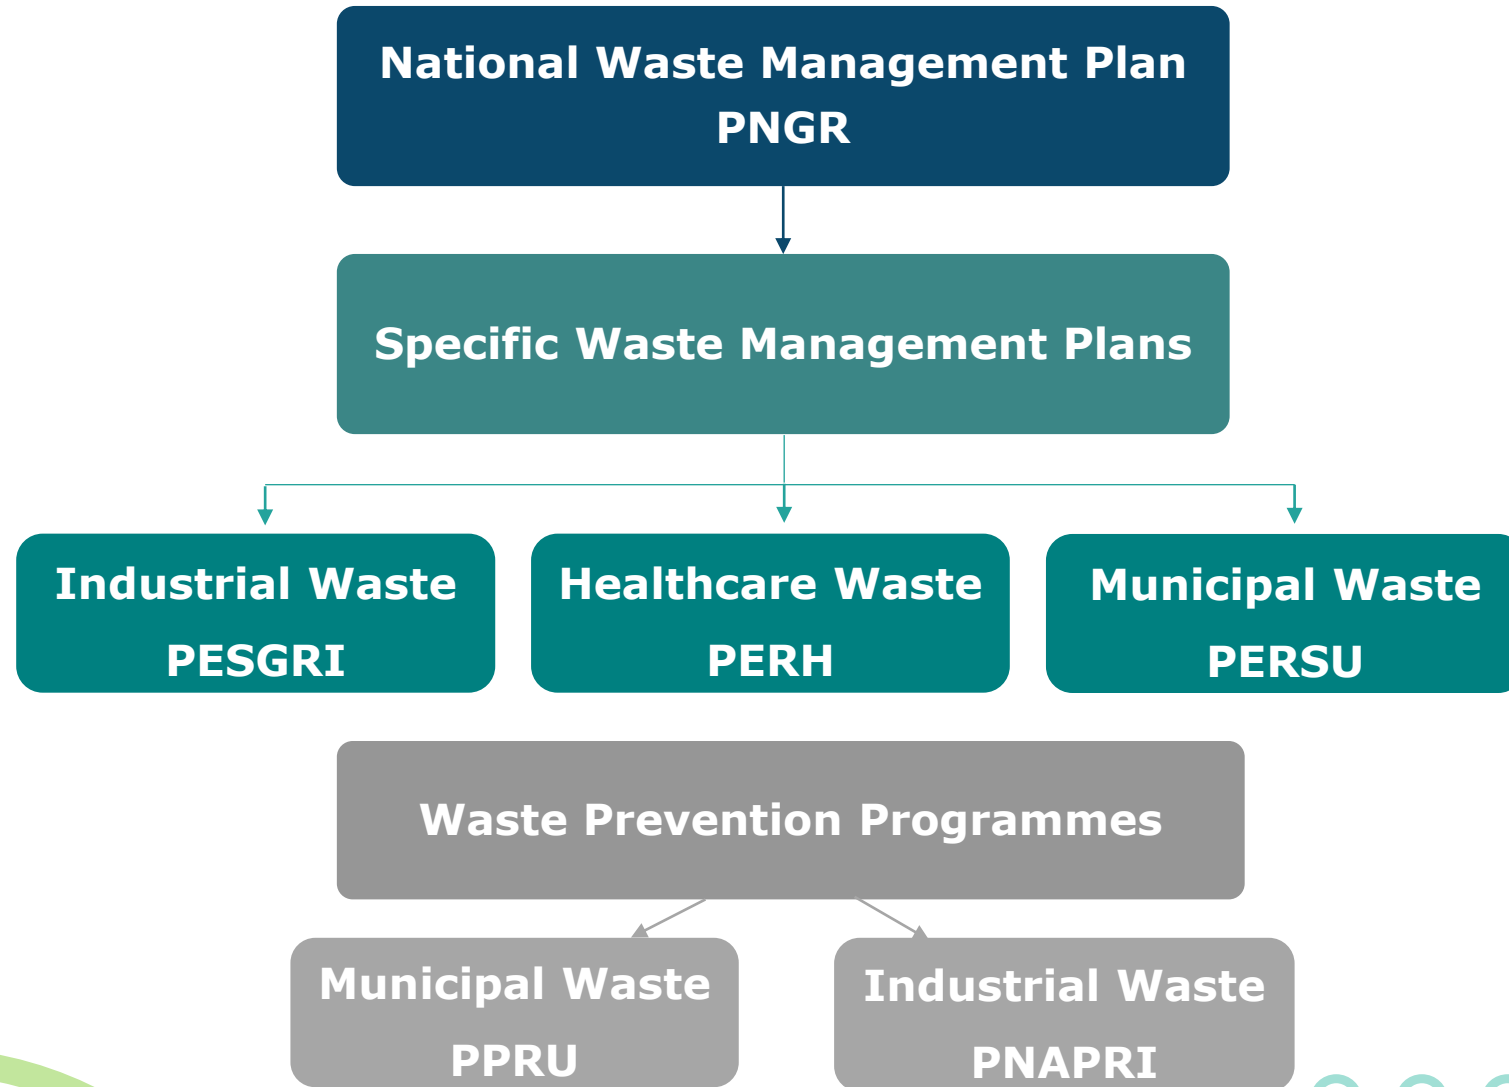 National Waste Management Plan
PNGR
Specific Waste Management Plans
Industrial Waste
PESGRI
Healthcare Waste
PERH
Municipal Waste
PERSU
Waste Prevention Programmes
Municipal Waste
PPRU
Industrial Waste
PNAPRI